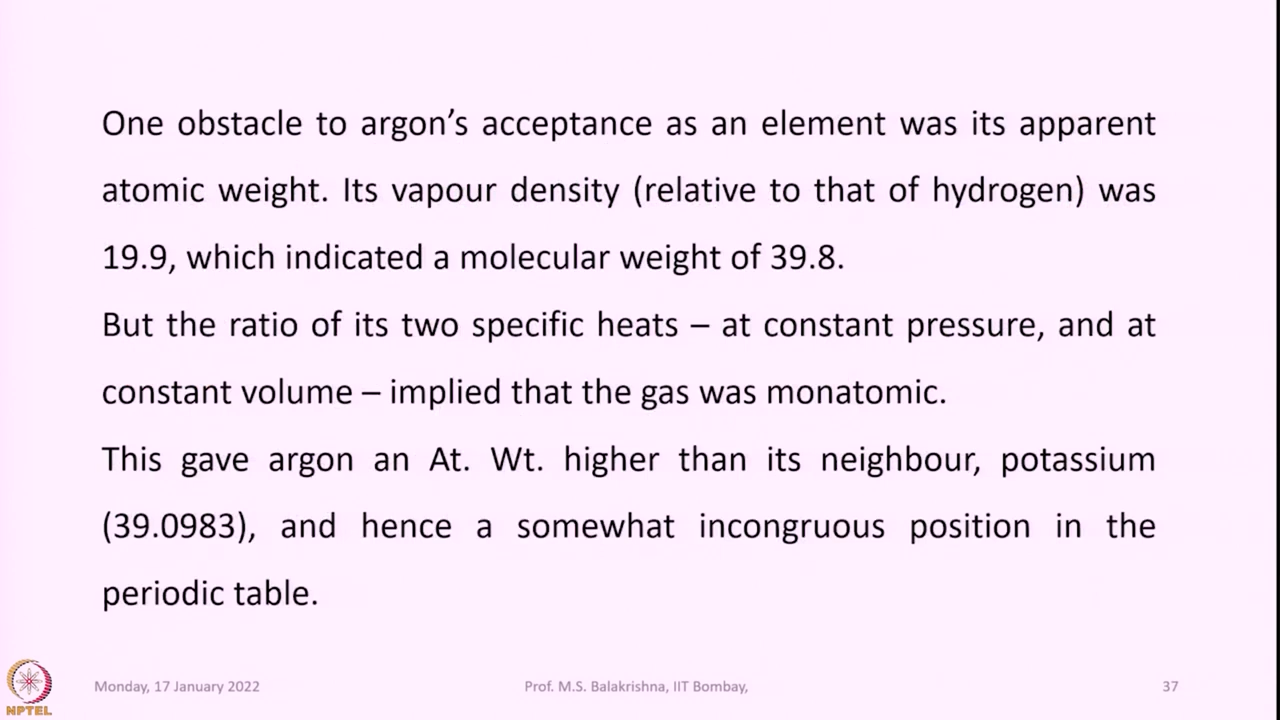 One obstacle to argon’s acceptance as an element was its apparent
atomic weight. Its vapour density (relative to that of hydrogen) was
19.9, which indicated a molecular weight of 39.8.
But the ratio of its two specific heats – at constant pressure, and at
constant volume – implied that the gas was monatomic.
This gave argon an At. Wt. higher than its neighbour, potassium
(39.0983), and hence a somewhat incongruous position in the
periodic table.
NPTEL
Monday, 17 January 2022
Prof. M.S. Balakrishna, IIT Bombay,
37